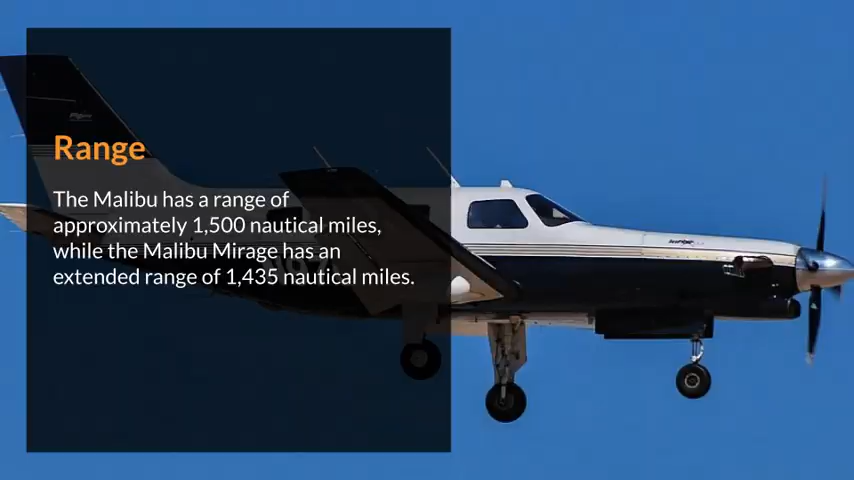 Range
The Malibu has a range of
approximately 1,500 nautical miles,
while the Malibu Mirage has an
extended range of 1,435 nautical miles.